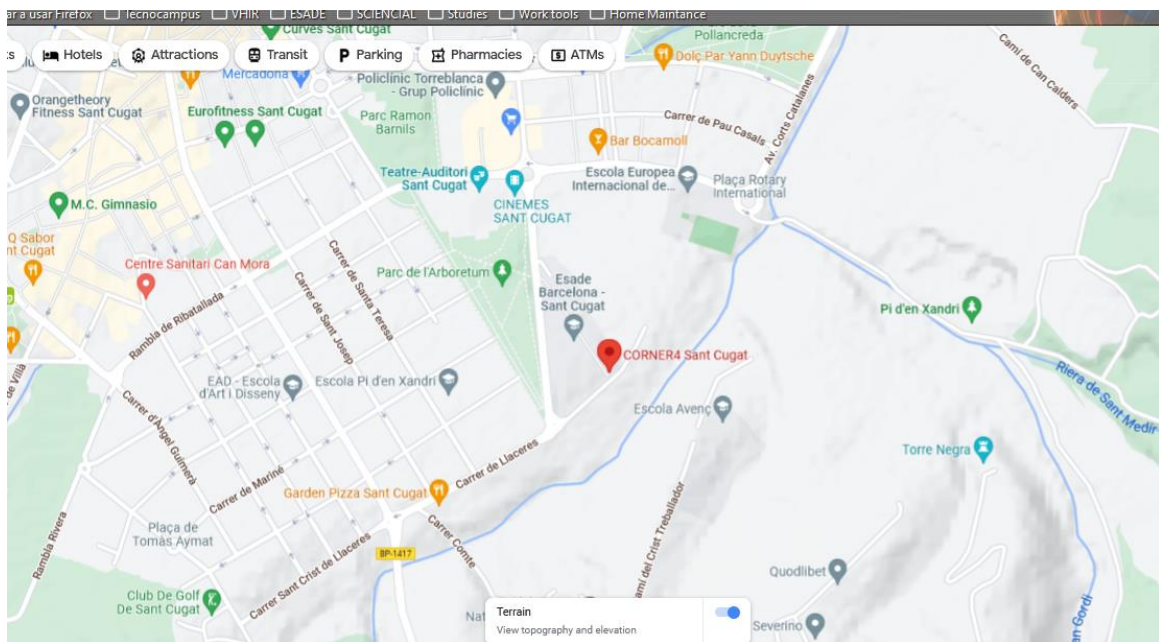 ar a usar Firefox Tecnocampus VHIR ESADE SCIENCIAL Studies Work tools Home Maintance
Curves Sant Cugat
Pollancreda
Hotels Attractions Transit Parking Pharmacies ATMs
Dolç Par Yann Duytsche
Camí de Can Calders
Mercadona
Policlínic Torreblanca
- Grup Policlínic
Orangetheory
Fitness Sant Cugat
Eurofitness Sant Cugat
Parc Ramon
Barnils
Carrer de Pau Casals
Av. Corts Catalanes
Bar Bocamoll
Teatre-Auditori
Sant Cugat
Escola Europea
Internacional de...
Plaça Rotary
International
CINEMES
SANT CUGAT
M.C. Gimnasio
Q Sabor
nt Cugat
Centre Sanitari Can Mora
Parc de l'Arboretum
Esade
Barcelona -
Sant Cugat
Pi d'en Xandri
Rambla de Ribatallada
Carrer de Sant Josep
Carrer de Santa Teresa
CORNER4 Sant Cugat
de Villà
EAD - Escola
d'Art I Disseny
Escola Pi d'en Xandri
Escola Avenç
Riera de Sant Medir
Carrer d'Àngel Guimerà
Torre Negra
Carrer de Llaceres
Carrer de Mariné
Garden Pizza Sant Cugat
Plaça de
Tomàs Aymat
Rambla Rivera
BP-1417
Carrer Comte
Carrer Sant Crist de Llaceres
Camí del Crist Treballador
Quodlibet
Club De Golf
De Sant Cugat
Nat
Terrain
View topography and elevation
Severino
an Gordi